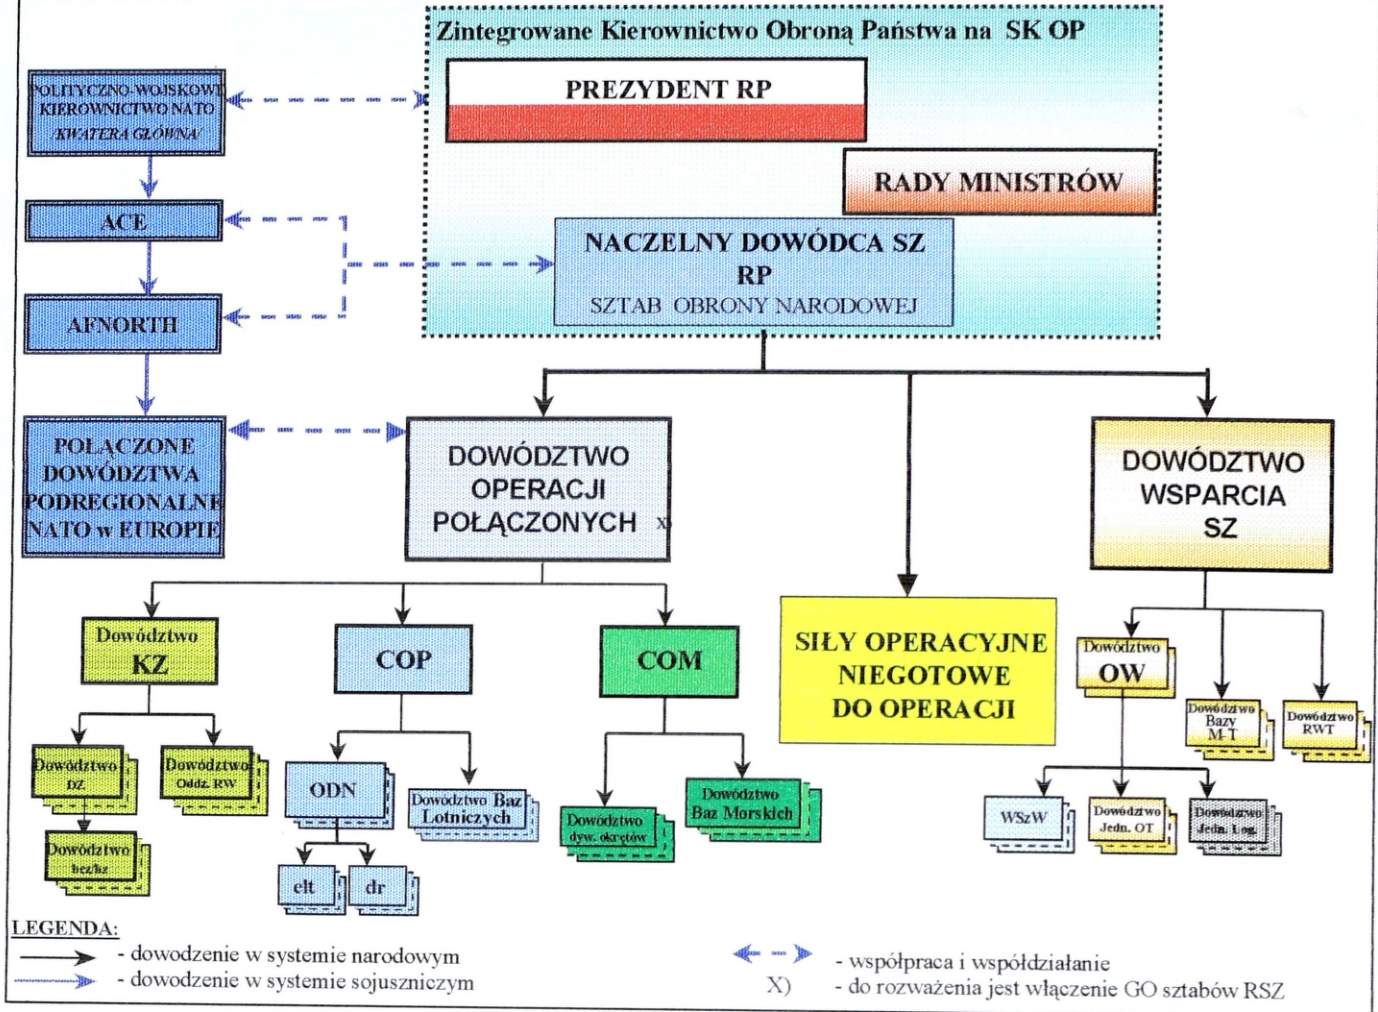 Zintegrowane Kierownictwo Obroną Państwa na SK OP
PREZYDENT RP
RADY MINISTRÓW
NACZELNY DOWÓDCA SZ
RP
SZTAB OBRONY NARODOWEJ
POLITYCZNO-WOJSKOWE
KIEROWNICTWO NATO
/KWATERA GŁÓWNA/
ACE
AFNORTH
POŁĄCZONE
DOWÓDZTWA
PODREGIONALNE
NATO w EUROPIE
DOWÓDZTWO
OPERACJI
POŁĄCZONYCH x)
DOWÓDZTWO
WSPARCIA
SZ
SIŁY OPERACYJNE
NIEGOTOWE
DO OPERACJI
Dowództwo
KZ
COP
COM
Dowództwo
OW
Dowództwo
Bazy
M-T
Dowództwo
RWT
Dowództwo
DZ
Dowództwo
Oddz. RW
Dowództwo
bcz/bz
ODN
Dowództwo Baz
Lotniczych
elt
dr
Dowództwo
dyw. okrętów
Dowództwo
Baz Morskich
WSzW
Dowództwo
Jedn. OT
Dowództwo
Jedn. Log.
LEGENDA:
- dowodzenie w systemie narodowym
- dowodzenie w systemie sojuszniczym
- współpraca i współdziałanie
X) - do rozważenia jest włączenie GO sztabów RSZ